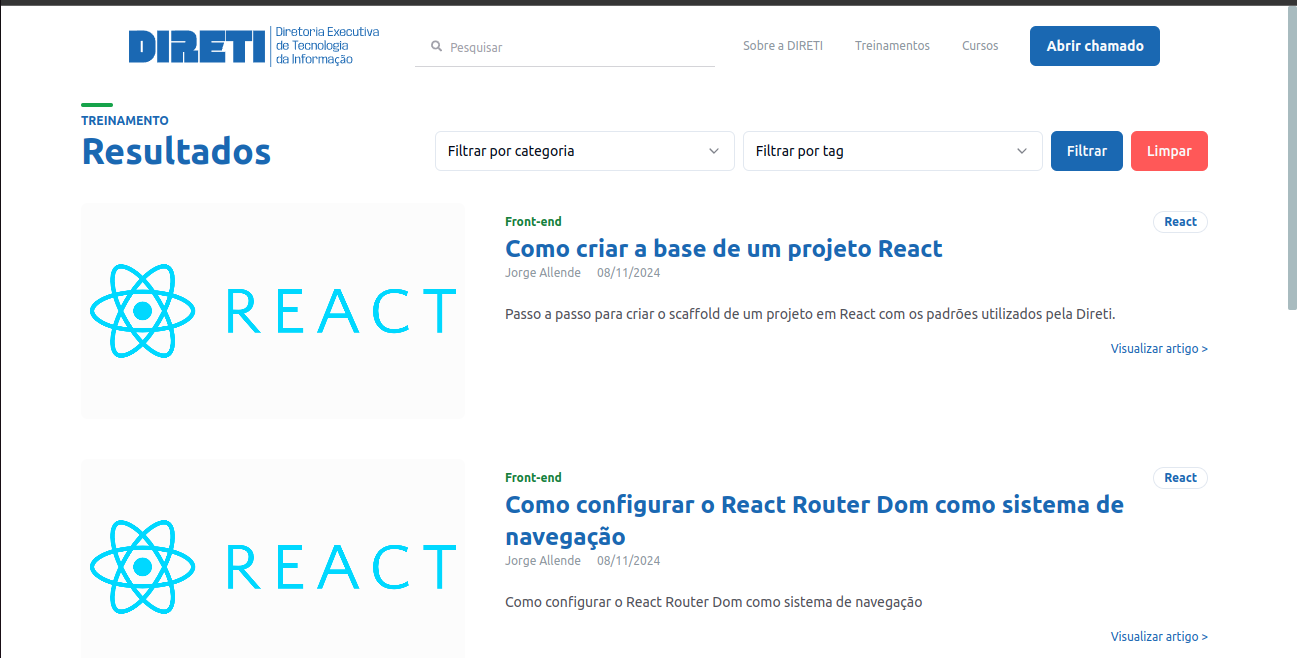 DIRETI
Diretoria Executiva
de Tecnologia
da Informação
Pesquisar
Sobre a DIRETI
Treinamentos
Cursos
Abrir chamado
TREINAMENTO
Resultados
Filtrar por categoria
Filtrar por tag
Filtrar
Limpar
REACT
Front-end
React
Como criar a base de um projeto React
Jorge Allende 08/11/2024
Passo a passo para criar o scaffold de um projeto em React com os padrões utilizados pela Direti.
Visualizar artigo >
REACT
Front-end
React
Como configurar o React Router Dom como sistema de
navegação
Jorge Allende 08/11/2024
Como configurar o React Router Dom como sistema de navegação
Visualizar artigo >